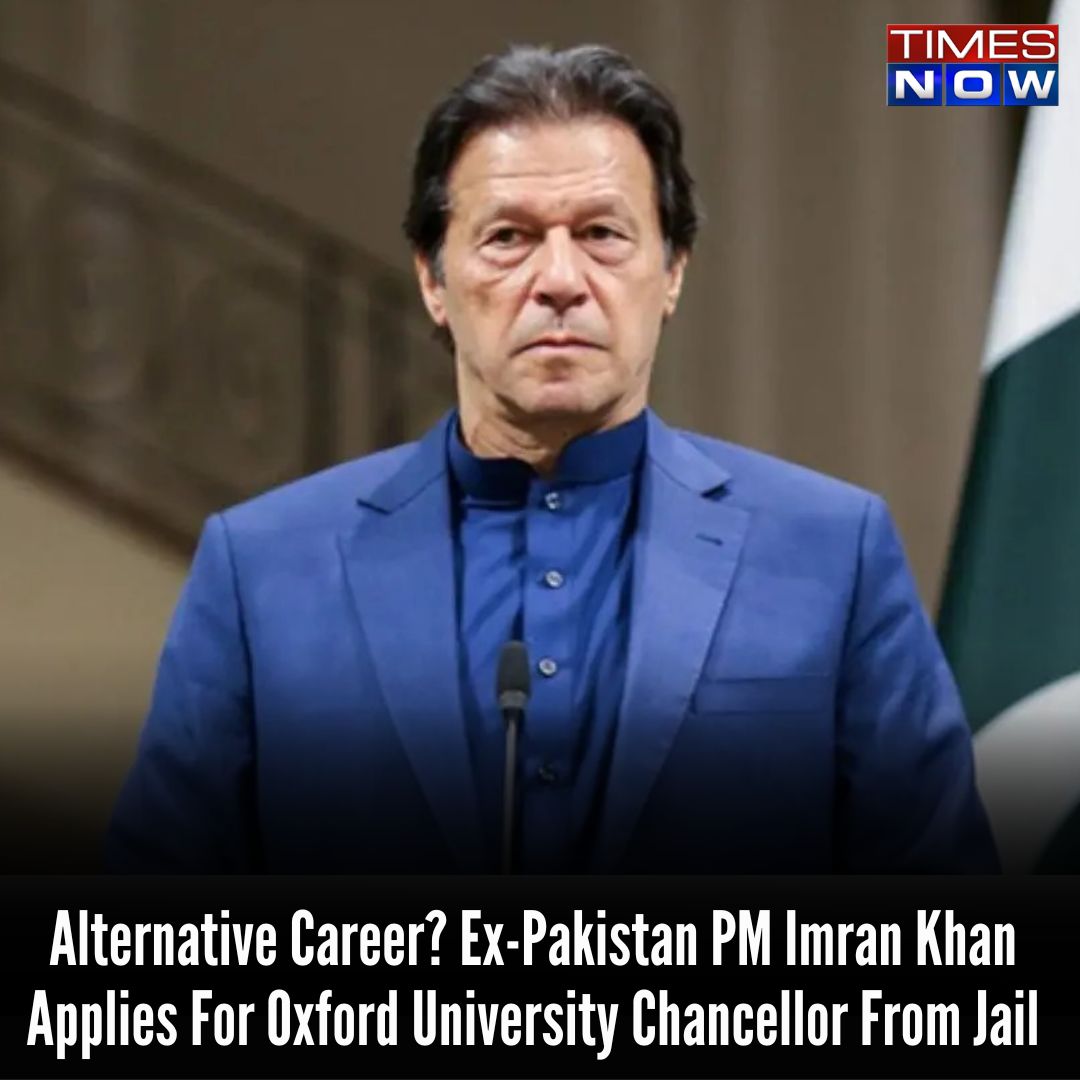 TIMES
NOW
Alternative Career? Ex-Pakistan PM Imran Khan
Applies For Oxford University Chancellor From Jail